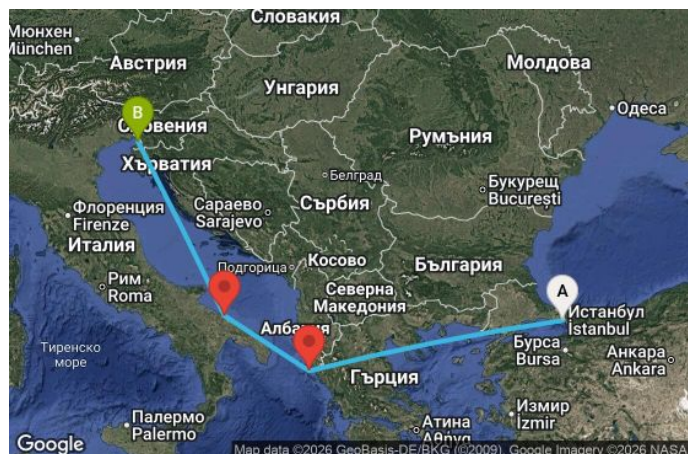 Словакия
Мюнхен
München
Австрия
Молдова
Унгария
Одеса
B
Словения
Румъния
Хърватия
Белград
Букурещ
București
Флоренция
Firenze
Сараево
Sarajevo
Сърбия
Италия
Подгорица
Косово
България
Рим
Roma
Северна
Македония
A
Истанбул
İstanbul
Албания
Тиренско
море
Бурса
Bursa
Анкара
Ankara
Гърция
Палермо
Palermo
Измир
İzmir
Атина
Αθήνα
Google
Map data ©2026 GeoBasis-DE/BKG (©2009), Google Imagery ©2026 NASA